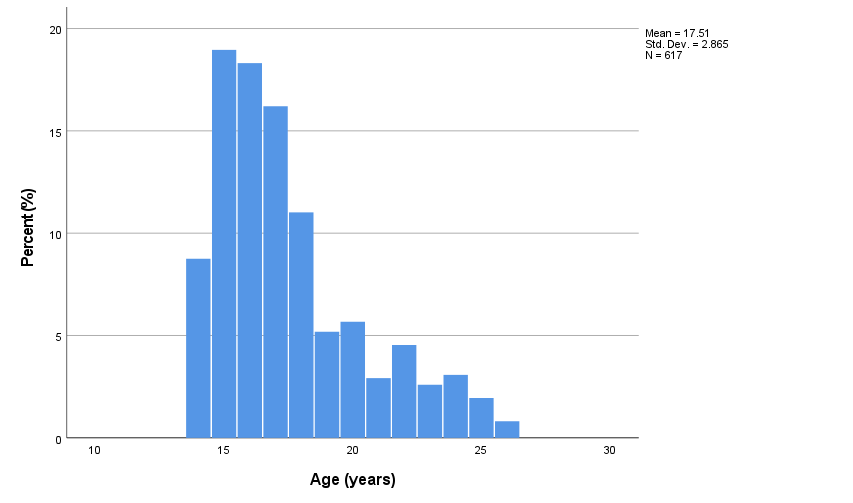 Mean = 17.51
Std. Dev. = 2.865
N = 617
20
15
10
5
0
Percent (%)
10 15 20 25 30
Age (years)